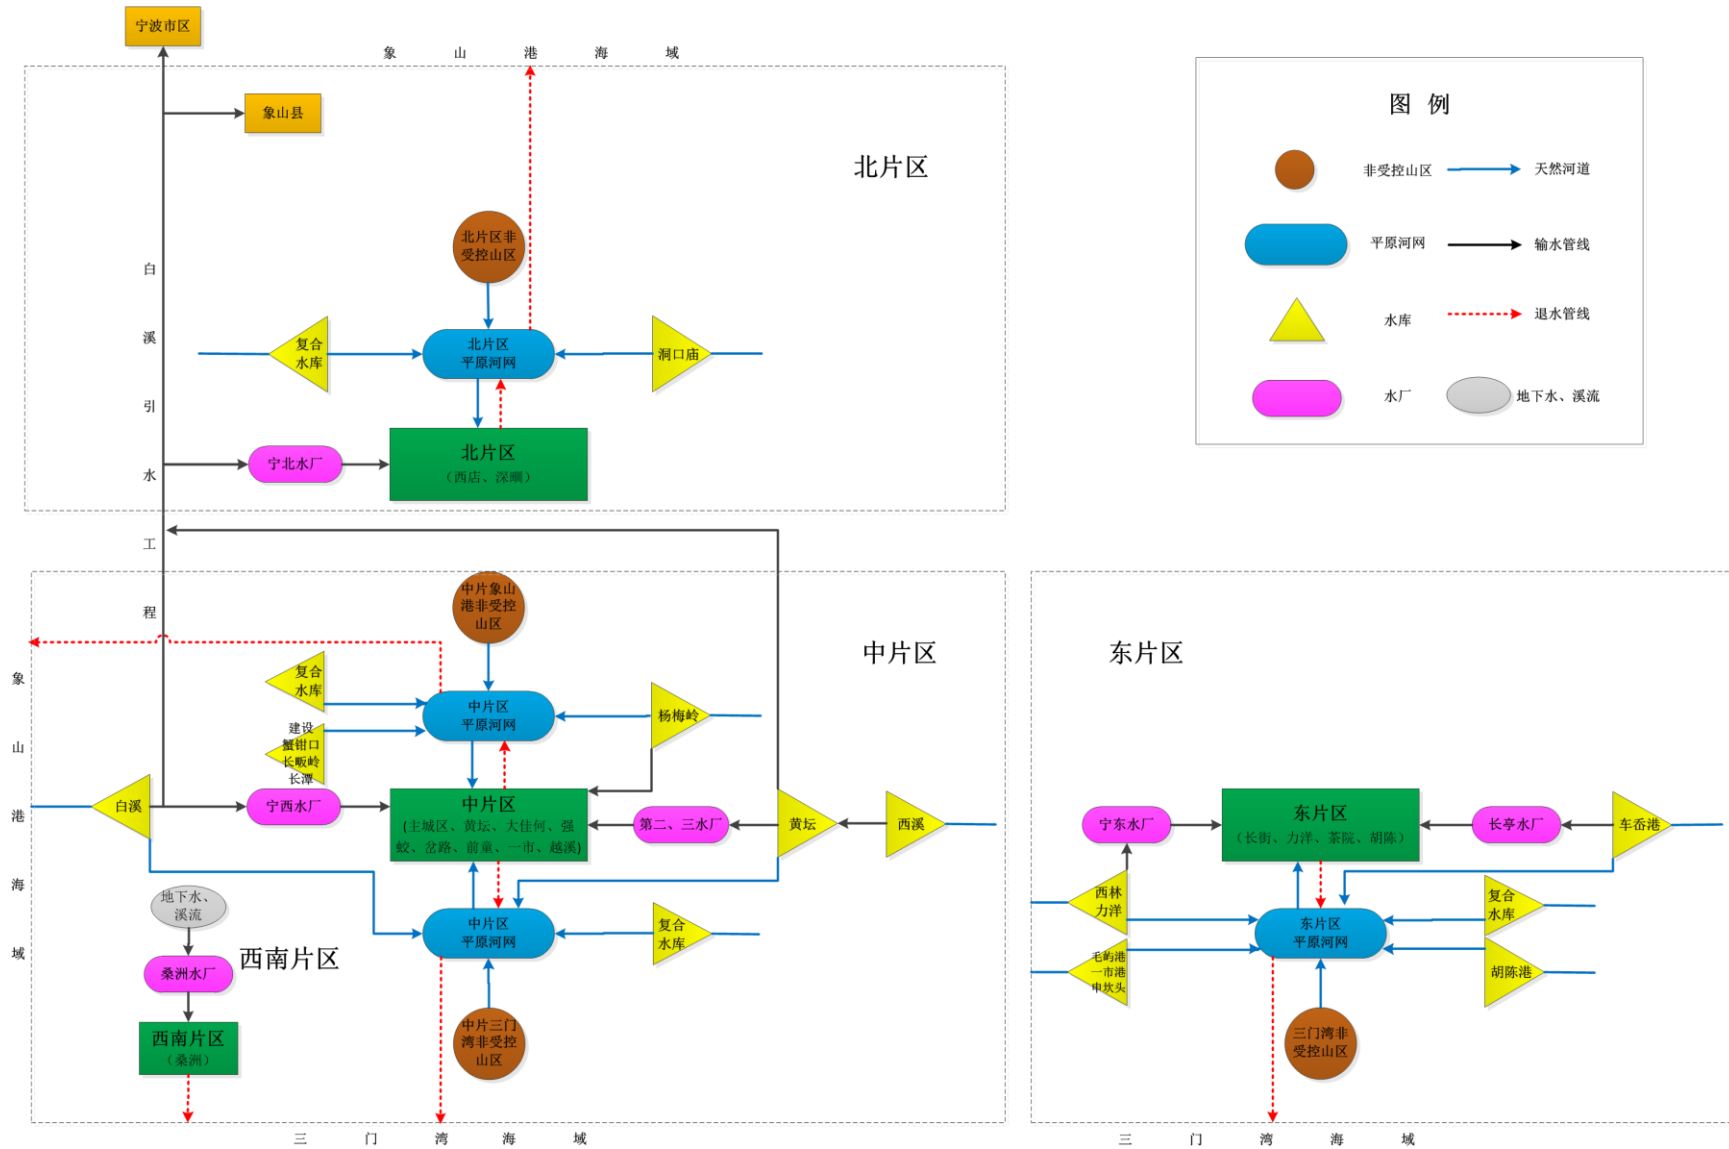 宁波市区
象山港海域
象山县
北片区
北片区非
受控山区
白溪引水工程
复合
水库
北片区
平原河网
洞口庙
宁北水厂
北片区
（西店、深甽）
图 例
非受控山区
天然河道
平原河网
输水管线
水库
退水管线
水厂
地下水、溪流
中片象山
港非受控
山区
中片区
象山港海域
复合
水库
中片区
平原河网
杨梅岭
建设
蟹钳口
长畈岭
长潭
白溪
宁西水厂
中片区
(主城区、黄坛、大佳何、强
蛟、岔路、前童、一市、越溪)
第二、三水厂
黄坛
西溪
地下水、
溪流
西南片区
桑洲水厂
西南片区
（桑洲）
中片区
平原河网
复合
水库
中片三门
湾非受控
山区
三门湾海域
东片区
宁东水厂
东片区
（长街、力洋、茶院、胡陈）
长亭水厂
车岙港
西林
力洋
复合
水库
东片区
平原河网
毛屿港
一市港
申坎头
胡陈港
三门湾非
受控山区
三门湾海域